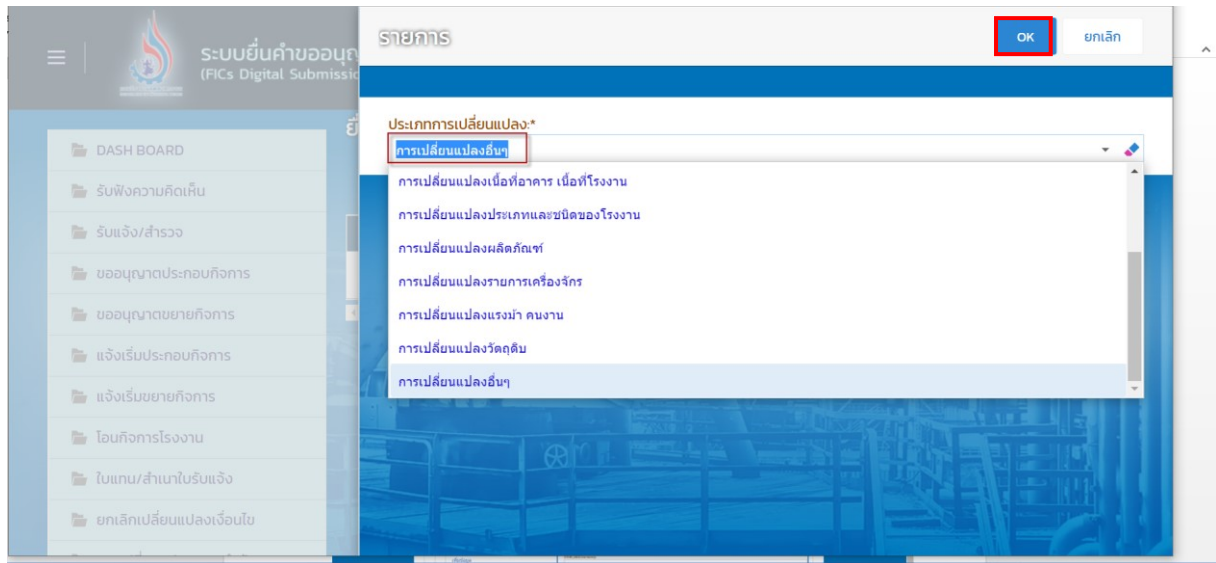 รายการ
OK
ยกเลิก
ระบบยื่นคำขออนุญ
(FICs Digital Submissio
ประเภทการเปลี่ยนแปลง:*
การเปลี่ยนแปลงอื่นๆ
การเปลี่ยนแปลงเนื้อที่อาคาร เนื้อที่โรงงาน
การเปลี่ยนแปลงประเภทและชนิดของโรงงาน
การเปลี่ยนแปลงผลิตภัณฑ์
การเปลี่ยนแปลงรายการเครื่องจักร
การเปลี่ยนแปลงแรงม้า คนงาน
การเปลี่ยนแปลงวัตถุดิบ
การเปลี่ยนแปลงอื่นๆ
DASH BOARD
รับฟังความคิดเห็น
รับแจ้ง/สำรวจ
ขออนุญาตประกอบกิจการ
ขออนุญาตขยายกิจการ
แจ้งเริ่มประกอบกิจการ
แจ้งเริ่มขยายกิจการ
โอนกิจการโรงงาน
ใบแทน/สำเนาใบรับแจ้ง
ยกเลิกเปลี่ยนแปลงเงื่อนไข